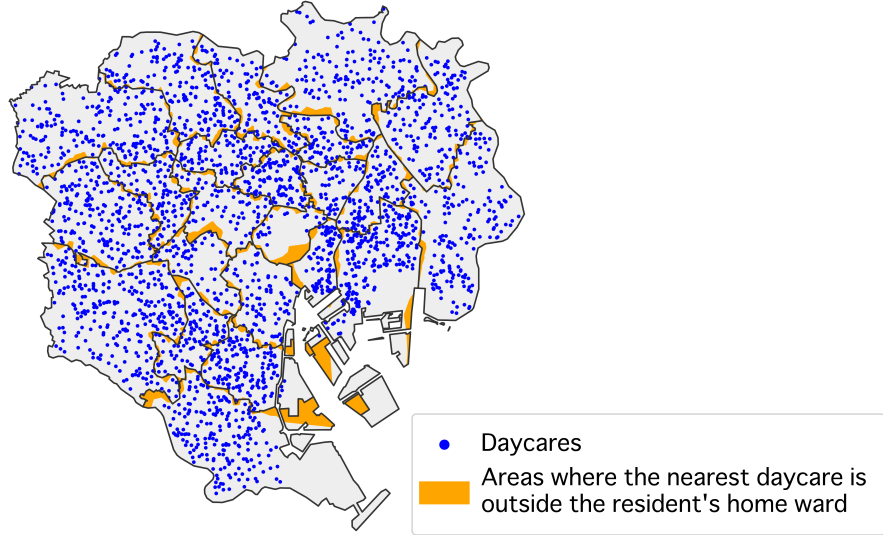 Daycares
Areas where the nearest daycare is
outside the resident's home ward